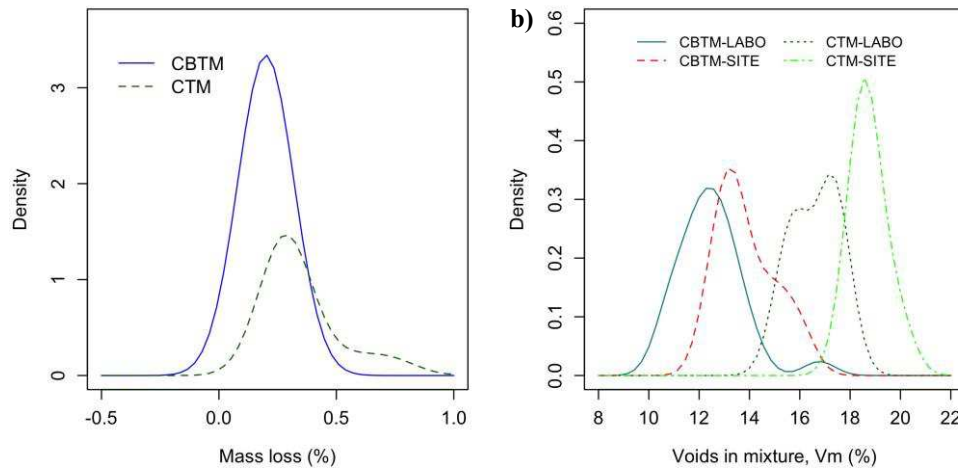 CBTM
CTM
Density
0 1 2 3
-0.5 0.0 0.5 1.0
Mass loss (%)
b)
CBTM-LABO CTM-LABO
CBTM-SITE CTM-SITE
Density
0.0 0.1 0.2 0.3 0.4 0.5 0.6
8 10 12 14 16 18 20 22
Voids in mixture, Vm (%)